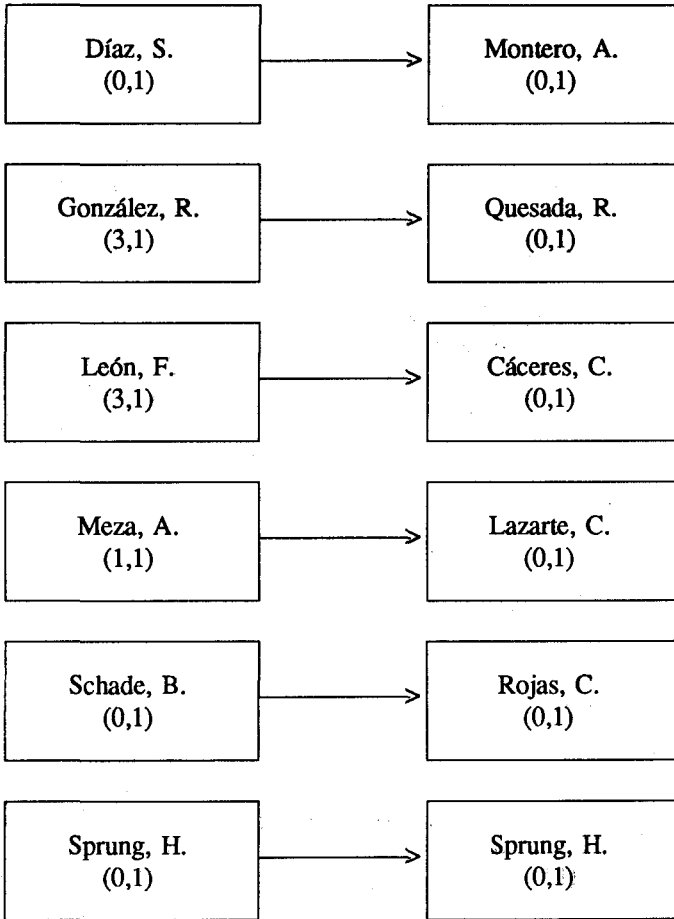 Díaz, S.
(0,1)
Montero, A.
(0,1)
González, R.
(3,1)
Quesada, R.
(0,1)
León, F.
(3,1)
Cáceres, C.
(0,1)
Meza, A.
(1,1)
Lazarte, C.
(0,1)
Schade, B.
(0,1)
Rojas, C.
(0,1)
Sprung, H.
(0,1)
Sprung, H.
(0,1)